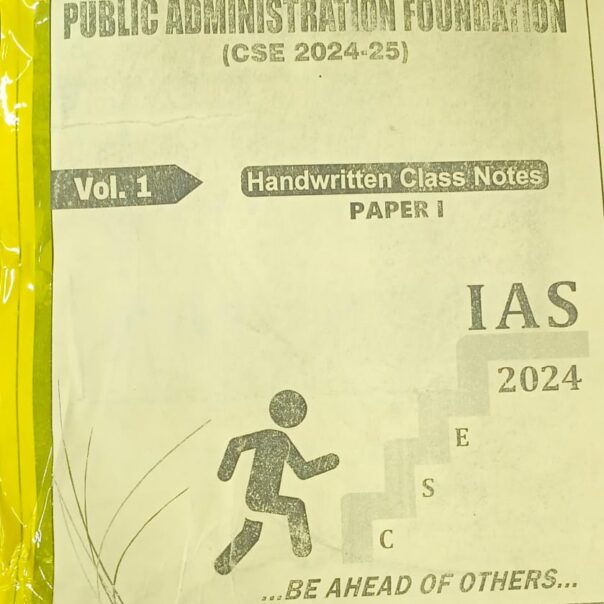 PUBLIC ADMINISTRATION FOUNDATION
(CSE 2024-25)
Vol. 1
Handwritten Class Notes
PAPER I
IAS
2024
E
S
C
...BE AHEAD OF OTHERS...